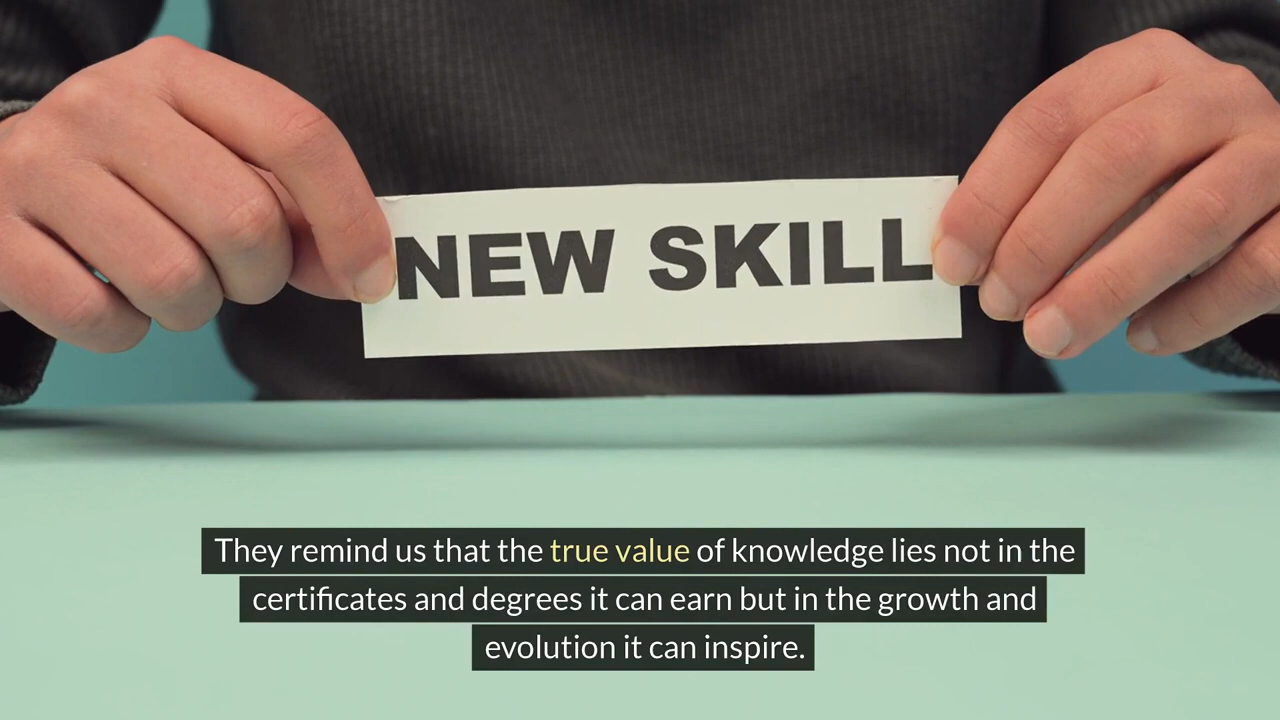 NEW SKILL
They remind us that the true value of knowledge lies not in the
certificates and degrees it can earn but in the growth and
evolution it can inspire.